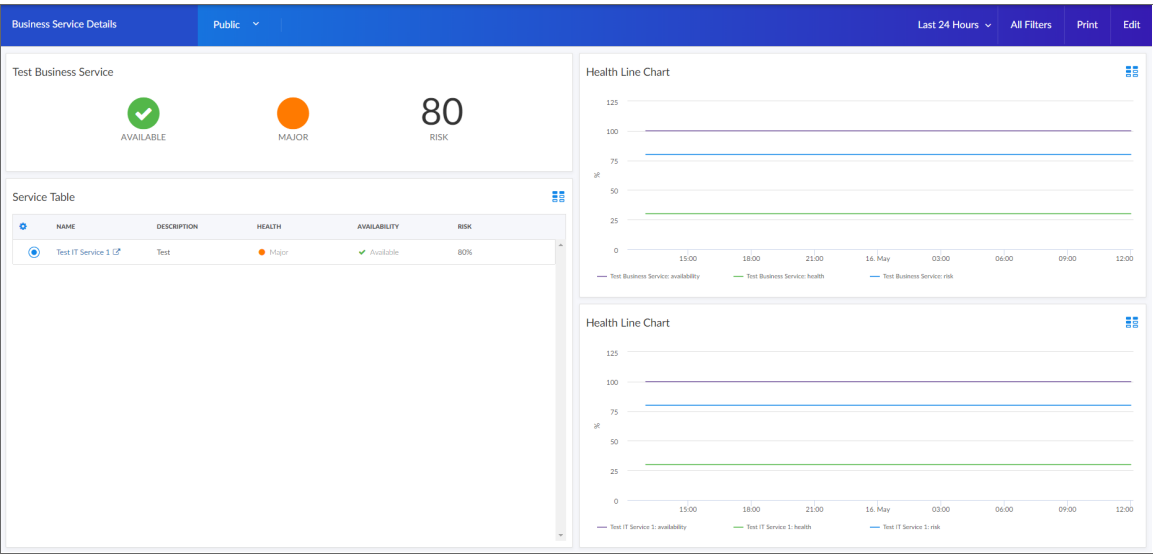 Business Service Details
Public
Last 24 Hours
All Filters
Print
Edit
Test Business Service
AVAILABLE
MAJOR
80
RISK
Service Table
NAME DESCRIPTION HEALTH AVAILABILITY RISK
Test IT Service 1 Test Major Available 80%
Health Line Chart
125
100
75
50
25
0
%
15:00 18:00 21:00 16. May 03:00 06:00 09:00 12:00
Test Business Service: availability Test Business Service: health Test Business Service: risk
Health Line Chart
125
100
75
50
25
0
%
15:00 18:00 21:00 16. May 03:00 06:00 09:00 12:00
Test IT Service 1: availability Test IT Service 1: health Test IT Service 1: risk